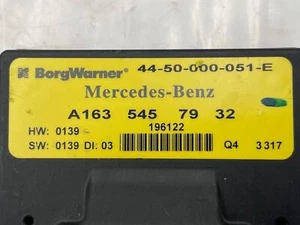 BorgWarner® 44-50-000-051-E
Mercedes-Benz
A163 545 79 32
HW: 0139 196122
SW: 0139 DI: 03 Q4 3317